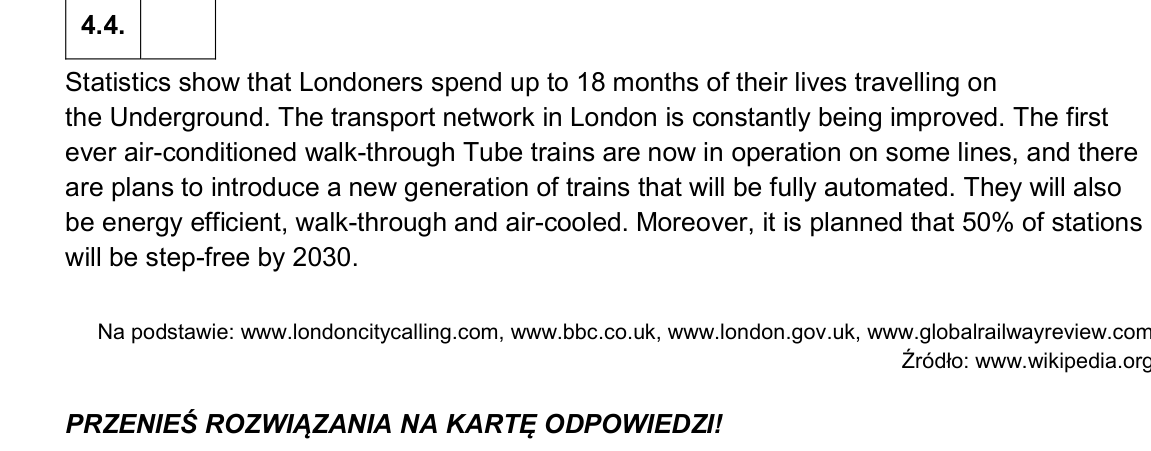 4.4.
Statistics show that Londoners spend up to 18 months of their lives travelling on
the Underground. The transport network in London is constantly being improved. The first
ever air-conditioned walk-through Tube trains are now in operation on some lines, and there
are plans to introduce a new generation of trains that will be fully automated. They will also
be energy efficient, walk-through and air-cooled. Moreover, it is planned that 50% of stations
will be step-free by 2030.
Na podstawie: www.londoncitycalling.com, www.bbc.co.uk, www.london.gov.uk, www.globalrailwayreview.com
Źródło: www.wikipedia.org
PRZENIEŚ ROZWIĄZANIA NA KARTĘ ODPOWIEDZI!